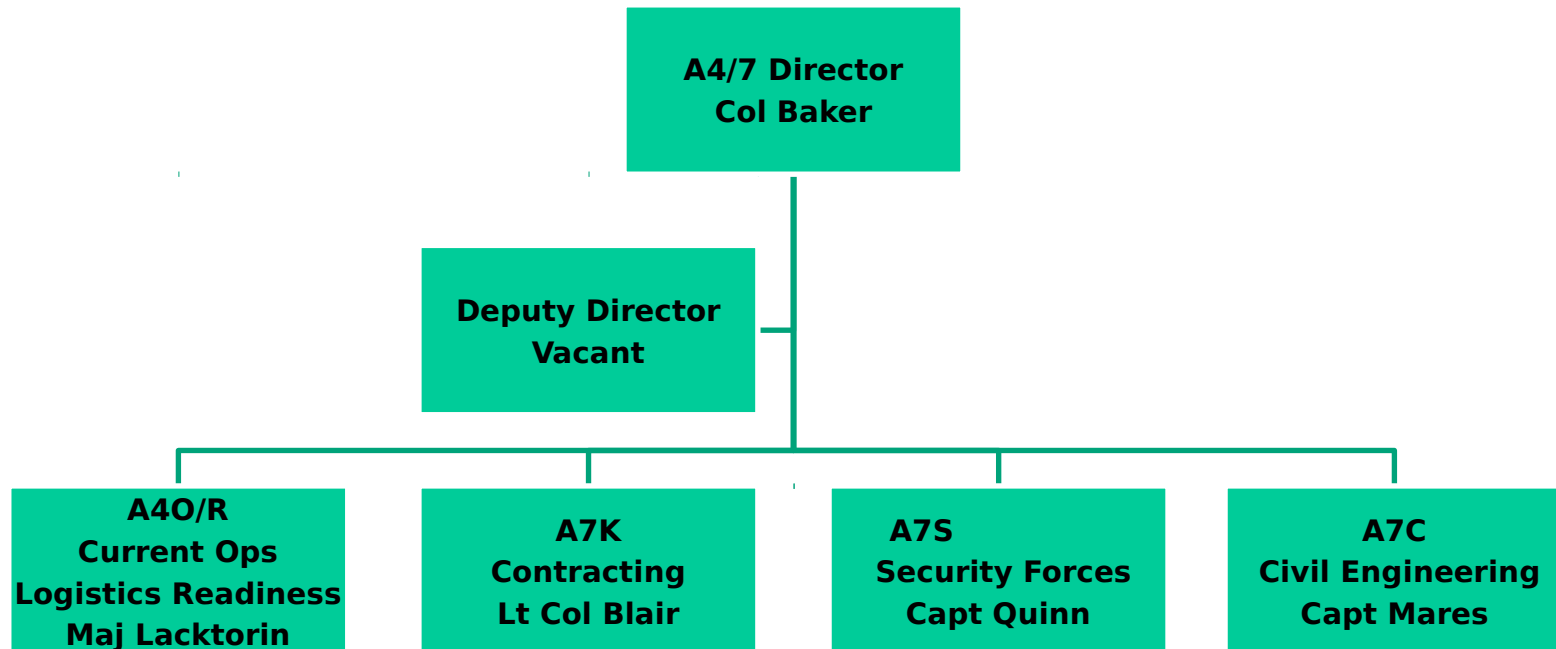 A4/7 Director
Col Baker
Deputy Director
Vacant
A4O/R
Current Ops
Logistics Readiness
Maj Lacktorin
A7K
Contracting
Lt Col Blair
A7S
Security Forces
Capt Quinn
A7C
Civil Engineering
Capt Mares